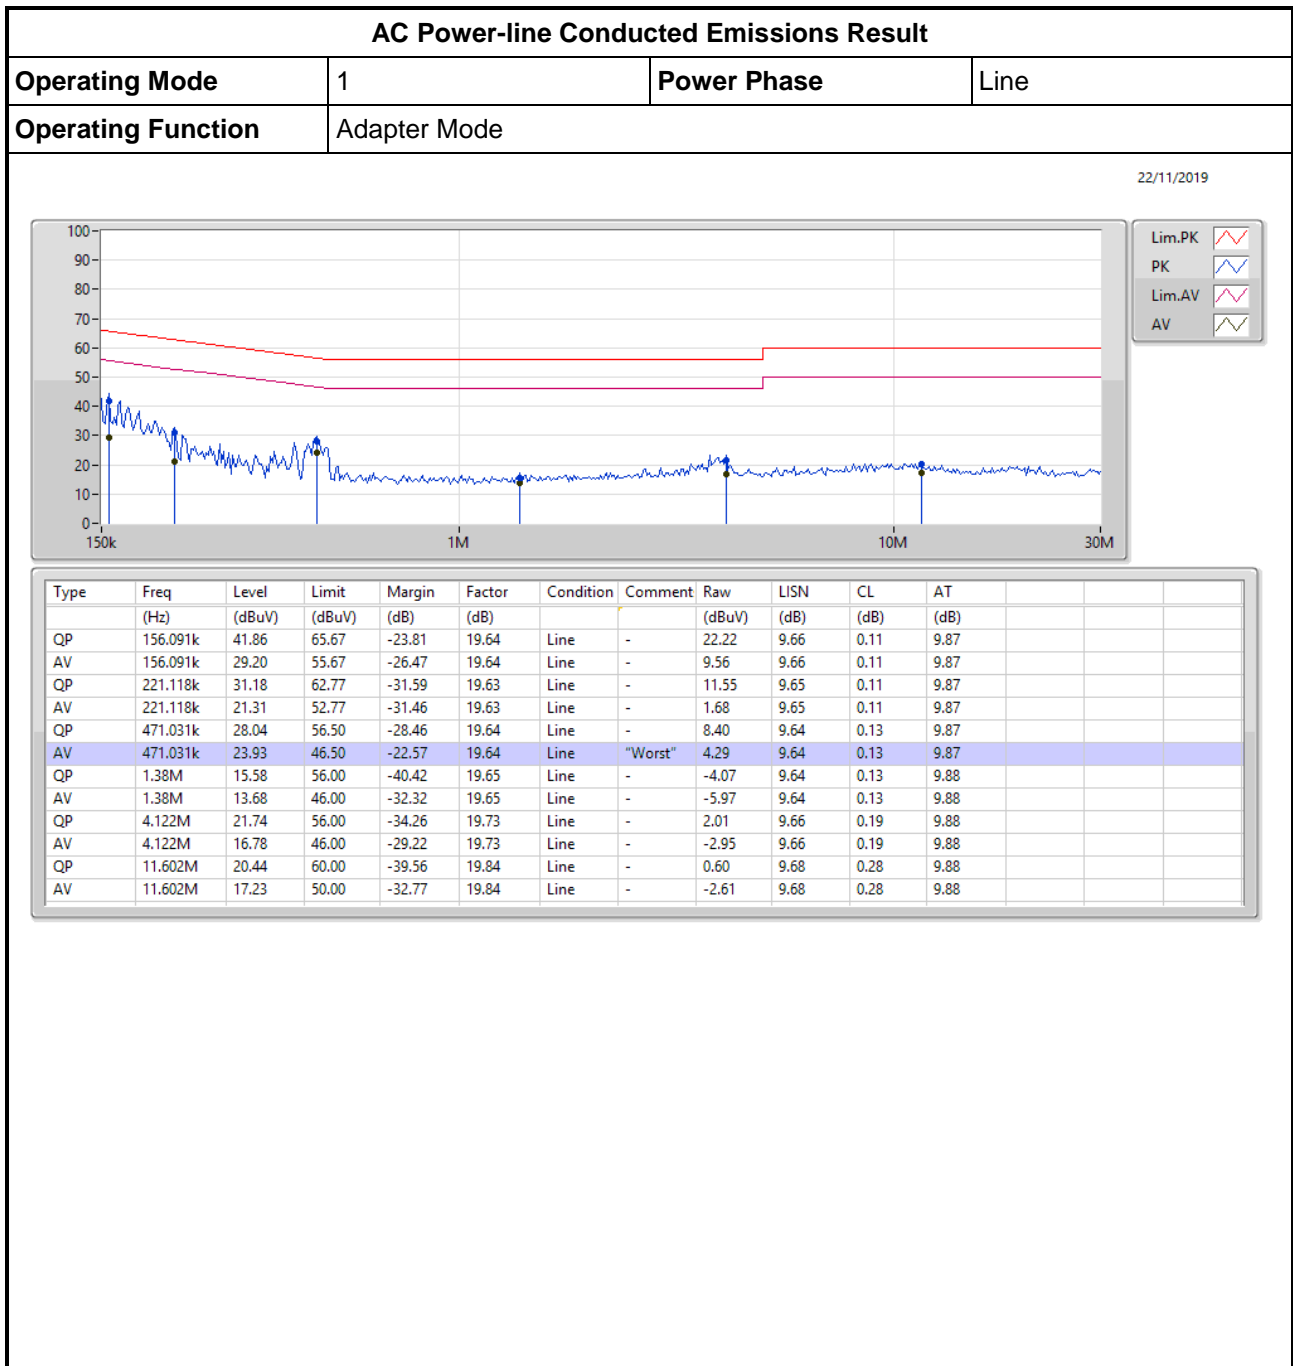 AC Power-line Conducted Emissions Result
Operating Mode 1 Power Phase Line
Operating Function Adapter Mode
22/11/2019
100
90
80
70
60
50
40
30
20
10
0
150k 1M 10M 30M
Lim.PK
PK
Lim.AV
AV
Type Freq Level Limit Margin Factor Condition Comment Raw LISN CL AT
(Hz) (dBuV) (dBuV) (dB) (dB) (dBuV) (dB) (dB) (dB)
QP 156.091k 41.86 65.67 -23.81 19.64 Line - 22.22 9.66 0.11 9.87
AV 156.091k 29.20 55.67 -26.47 19.64 Line - 9.56 9.66 0.11 9.87
QP 221.118k 31.18 62.77 -31.59 19.63 Line - 11.55 9.65 0.11 9.87
AV 221.118k 21.31 52.77 -31.46 19.63 Line - 1.68 9.65 0.11 9.87
QP 471.031k 28.04 56.50 -28.46 19.64 Line - 8.40 9.64 0.13 9.87
AV 471.031k 23.93 46.50 -22.57 19.64 Line "Worst" 4.29 9.64 0.13 9.87
QP 1.38M 15.58 56.00 -40.42 19.65 Line - -4.07 9.64 0.13 9.88
AV 1.38M 13.68 46.00 -32.32 19.65 Line - -5.97 9.64 0.13 9.88
QP 4.122M 21.74 56.00 -34.26 19.73 Line - 2.01 9.66 0.19 9.88
AV 4.122M 16.78 46.00 -29.22 19.73 Line - -2.95 9.66 0.19 9.88
QP 11.602M 20.44 60.00 -39.56 19.84 Line - 0.60 9.68 0.28 9.88
AV 11.602M 17.23 50.00 -32.77 19.84 Line - -2.61 9.68 0.28 9.88